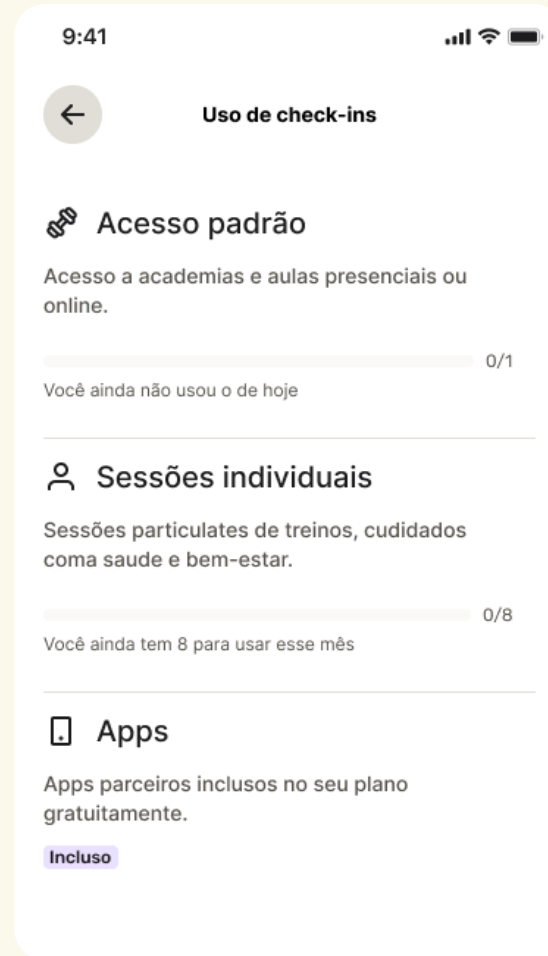 9:41
Uso de check-ins
Acesso padrão
Acesso a academias e aulas presenciais ou
online.
0/1
Você ainda não usou o de hoje
Sessões individuais
Sessões particulates de treinos, cudidados
coma saude e bem-estar.
0/8
Você ainda tem 8 para usar esse mês
Apps
Apps parceiros inclusos no seu plano
gratuitamente.
Incluso